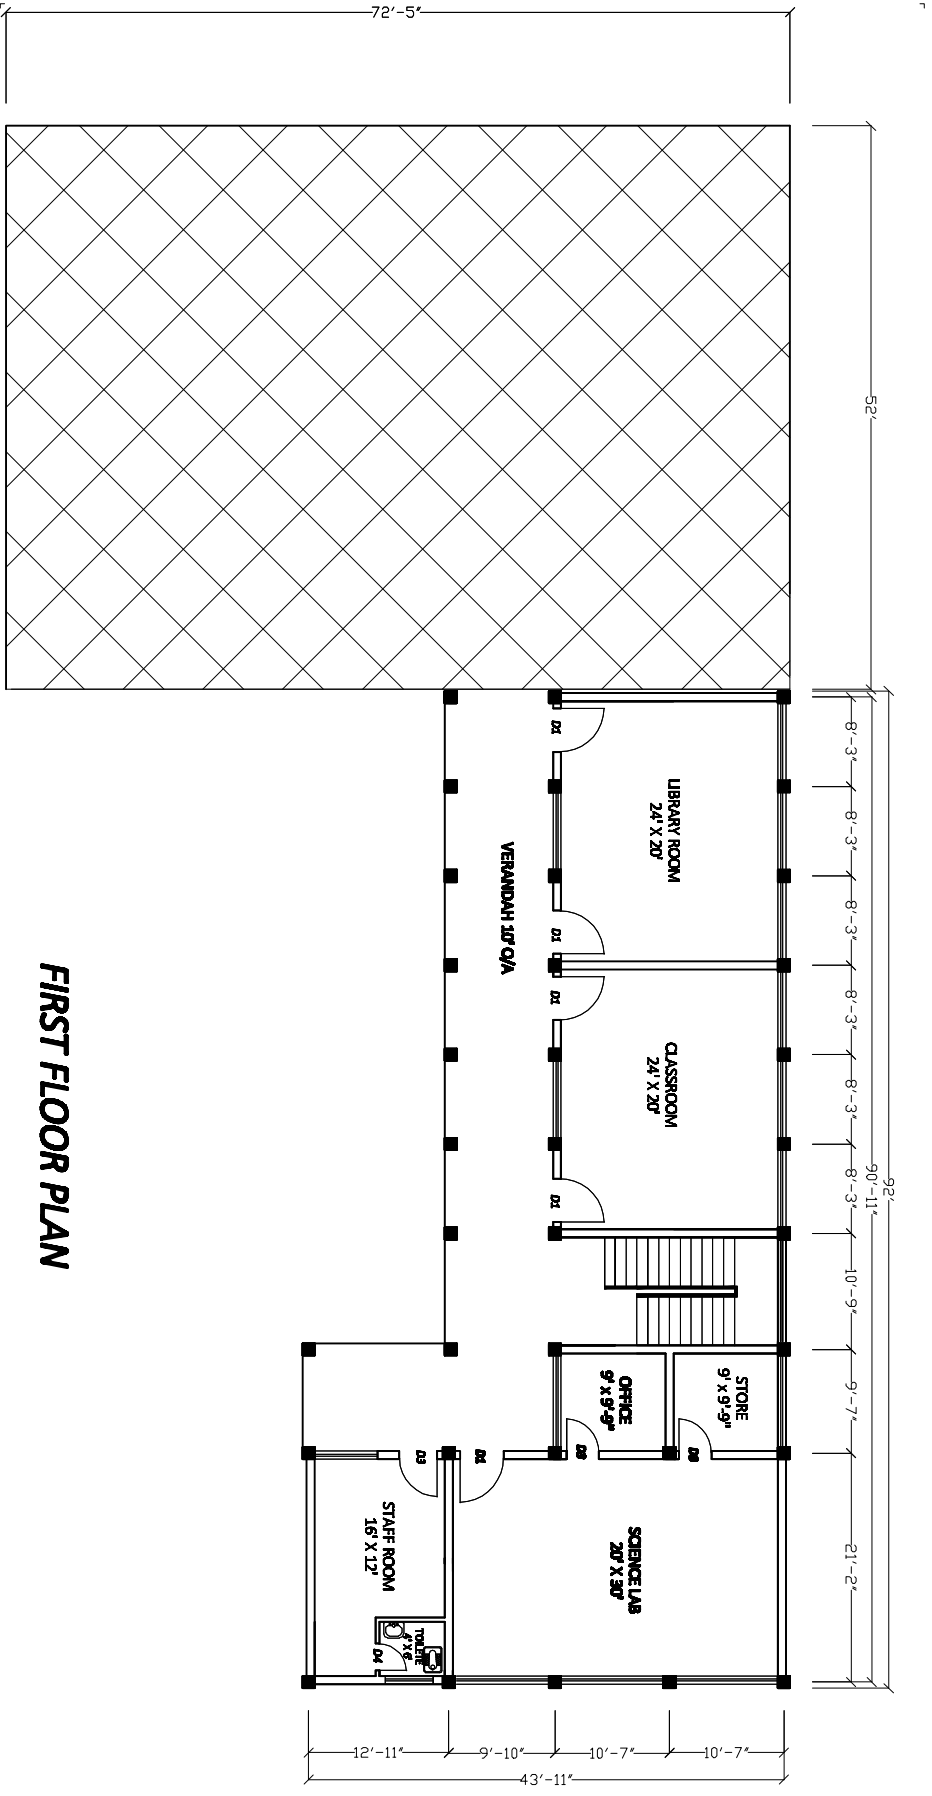 72'-5"
52'
92'
90'-11"
8'-3"
8'-3"
8'-3"
8'-3"
8'-3"
8'-3"
10'-9"
9'-7"
21'-2"
D1
LIBRARY ROOM
24' X 20'
VERANDAH 10' O/A
D1
D1
CLASSROOM
24' X 20'
D1
STORE
9' X 9'-9"
OFFICE
9' X 9'-9"
D3
D1
STAFF ROOM
16' X 12'
SCIENCE LAB
20' X 30'
TOILETE
4' X 6'
D4
FIRST FLOOR PLAN
12'-11"
9'-10"
10'-7"
10'-7"
43'-11"